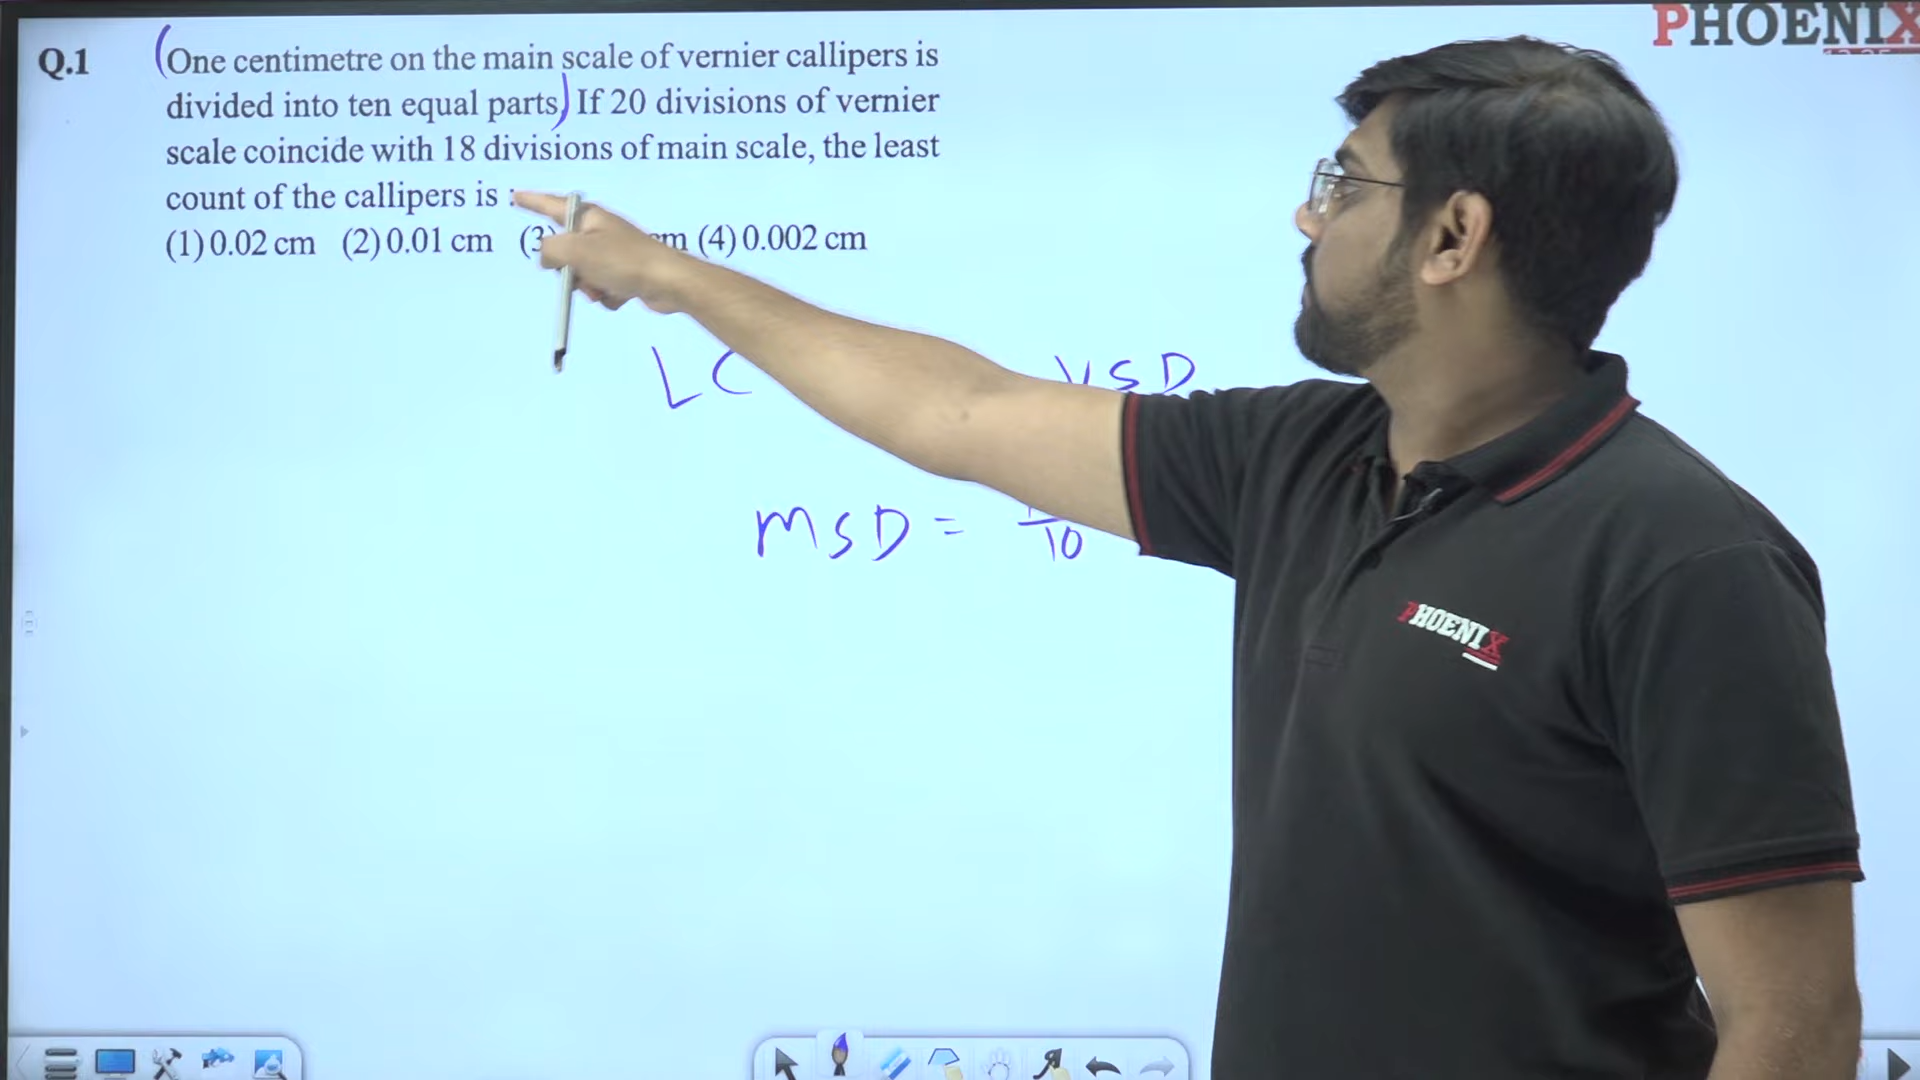 PHOENIX
Q.1 (One centimetre on the main scale of vernier callipers is
divided into ten equal parts) If 20 divisions of vernier
scale coincide with 18 divisions of main scale, the least
count of the callipers is :
(1) 0.02 cm (2) 0.01 cm (3) cm (4) 0.002 cm
LC VSD
MSD = 10
PHOENIX